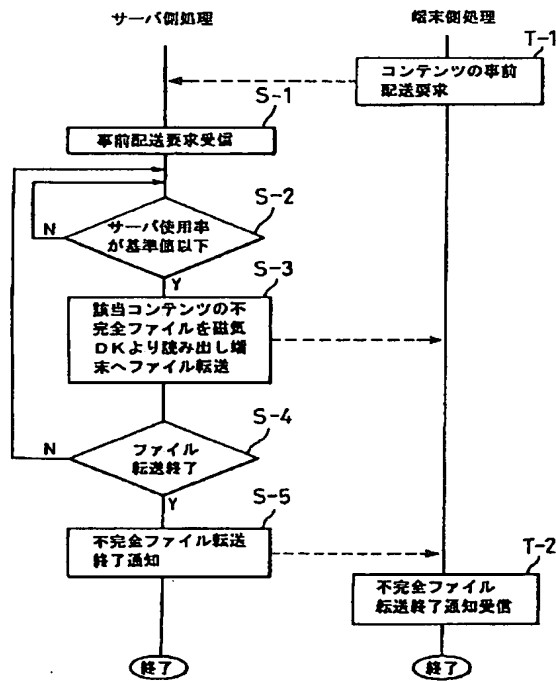 サーバ側処理
端末側処理
T-1
コンテンツの事前
配送要求
S-1
事前配送要求受信
S-2
サーバ使用率
が基準値以下
N
Y
S-3
該当コンテンツの不
完全ファイルを磁気
DKより読み出し端
末へファイル転送
S-4
ファイル
転送終了
N
Y
S-5
不完全ファイル転送
終了通知
T-2
不完全ファイル
転送終了通知受信
終了
終了